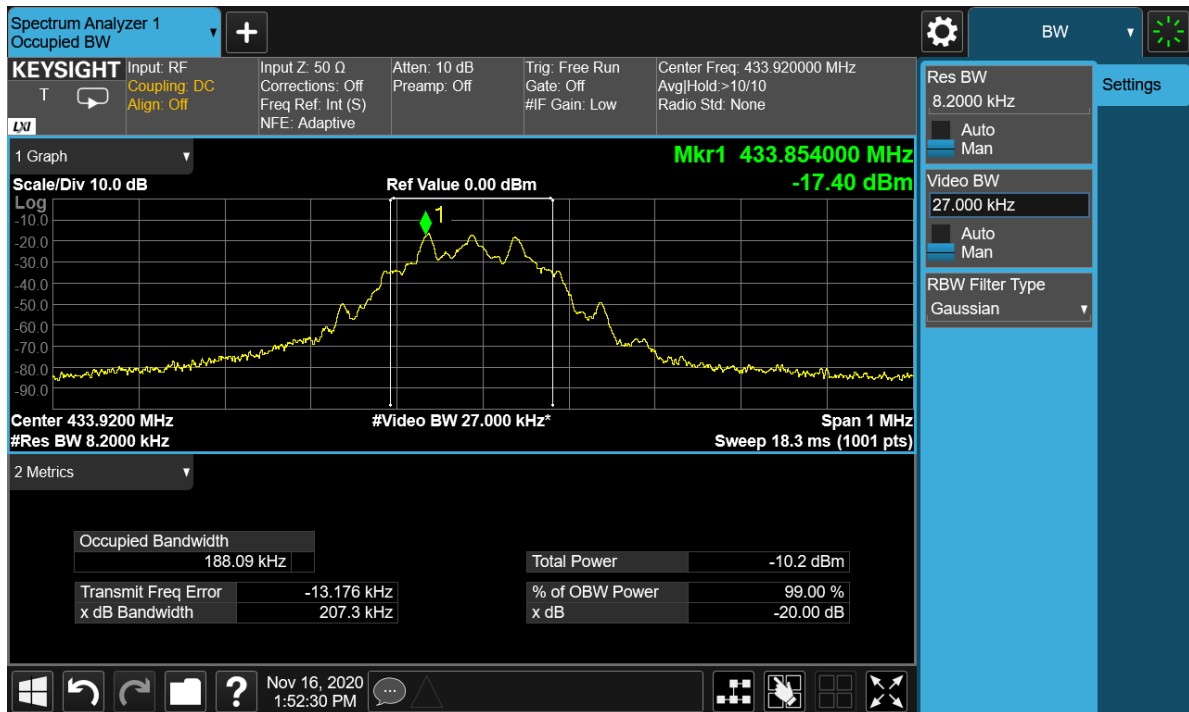 Spectrum Analyzer 1
Occupied BW
▼
+
BW
▼
KEYSIGHT
T
LXI
Input: RF
Coupling: DC
Align: Off
Input Z: 50 Ω
Corrections: Off
Freq Ref: Int (S)
NFE: Adaptive
Atten: 10 dB
Preamp: Off
Trig: Free Run
Gate: Off
#IF Gain: Low
Center Freq: 433.920000 MHz
Avg|Hold:>10/10
Radio Std: None
1 Graph ▼
Mkr1 433.854000 MHz
Scale/Div 10.0 dB
Ref Value 0.00 dBm
-17.40 dBm
Log
1
-10.0
-20.0
-30.0
-40.0
-50.0
-60.0
-70.0
-80.0
-90.0
Center 433.9200 MHz
#Video BW 27.000 kHz*
Span 1 MHz
#Res BW 8.2000 kHz
Sweep 18.3 ms (1001 pts)
2 Metrics ▼
Occupied Bandwidth
188.09 kHz
Total Power -10.2 dBm
Transmit Freq Error -13.176 kHz
% of OBW Power 99.00 %
x dB Bandwidth 207.3 kHz
x dB -20.00 dB
Res BW
8.2000 kHz
Auto
Man
Video BW
27.000 kHz
Auto
Man
RBW Filter Type
Gaussian ▼
Settings
?
Nov 16, 2020
1:52:30 PM